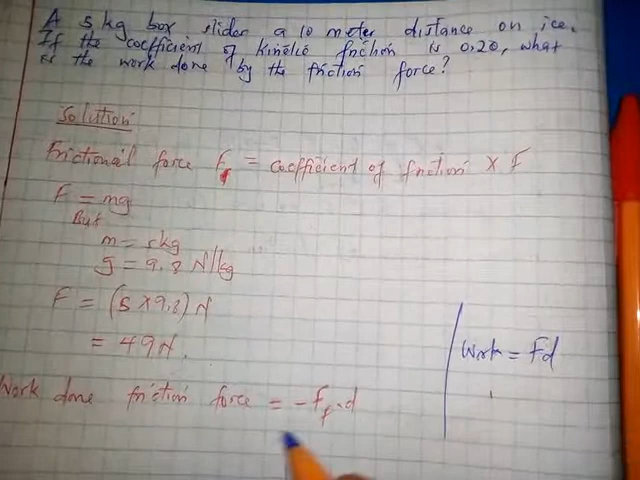 A 5 kg box slides a 10 meter distance on ice.
If the coefficient of kinetic friction is 0.20, what
is the work done by the friction force?
Solution
Frictional force Ff = coefficient of friction x F
F = mg
But
m = 5kg
g = 9.8 N/kg
F = (5 x 9.8) N
= 49N.
Work = Fd
Work done friction force = -Ff.d